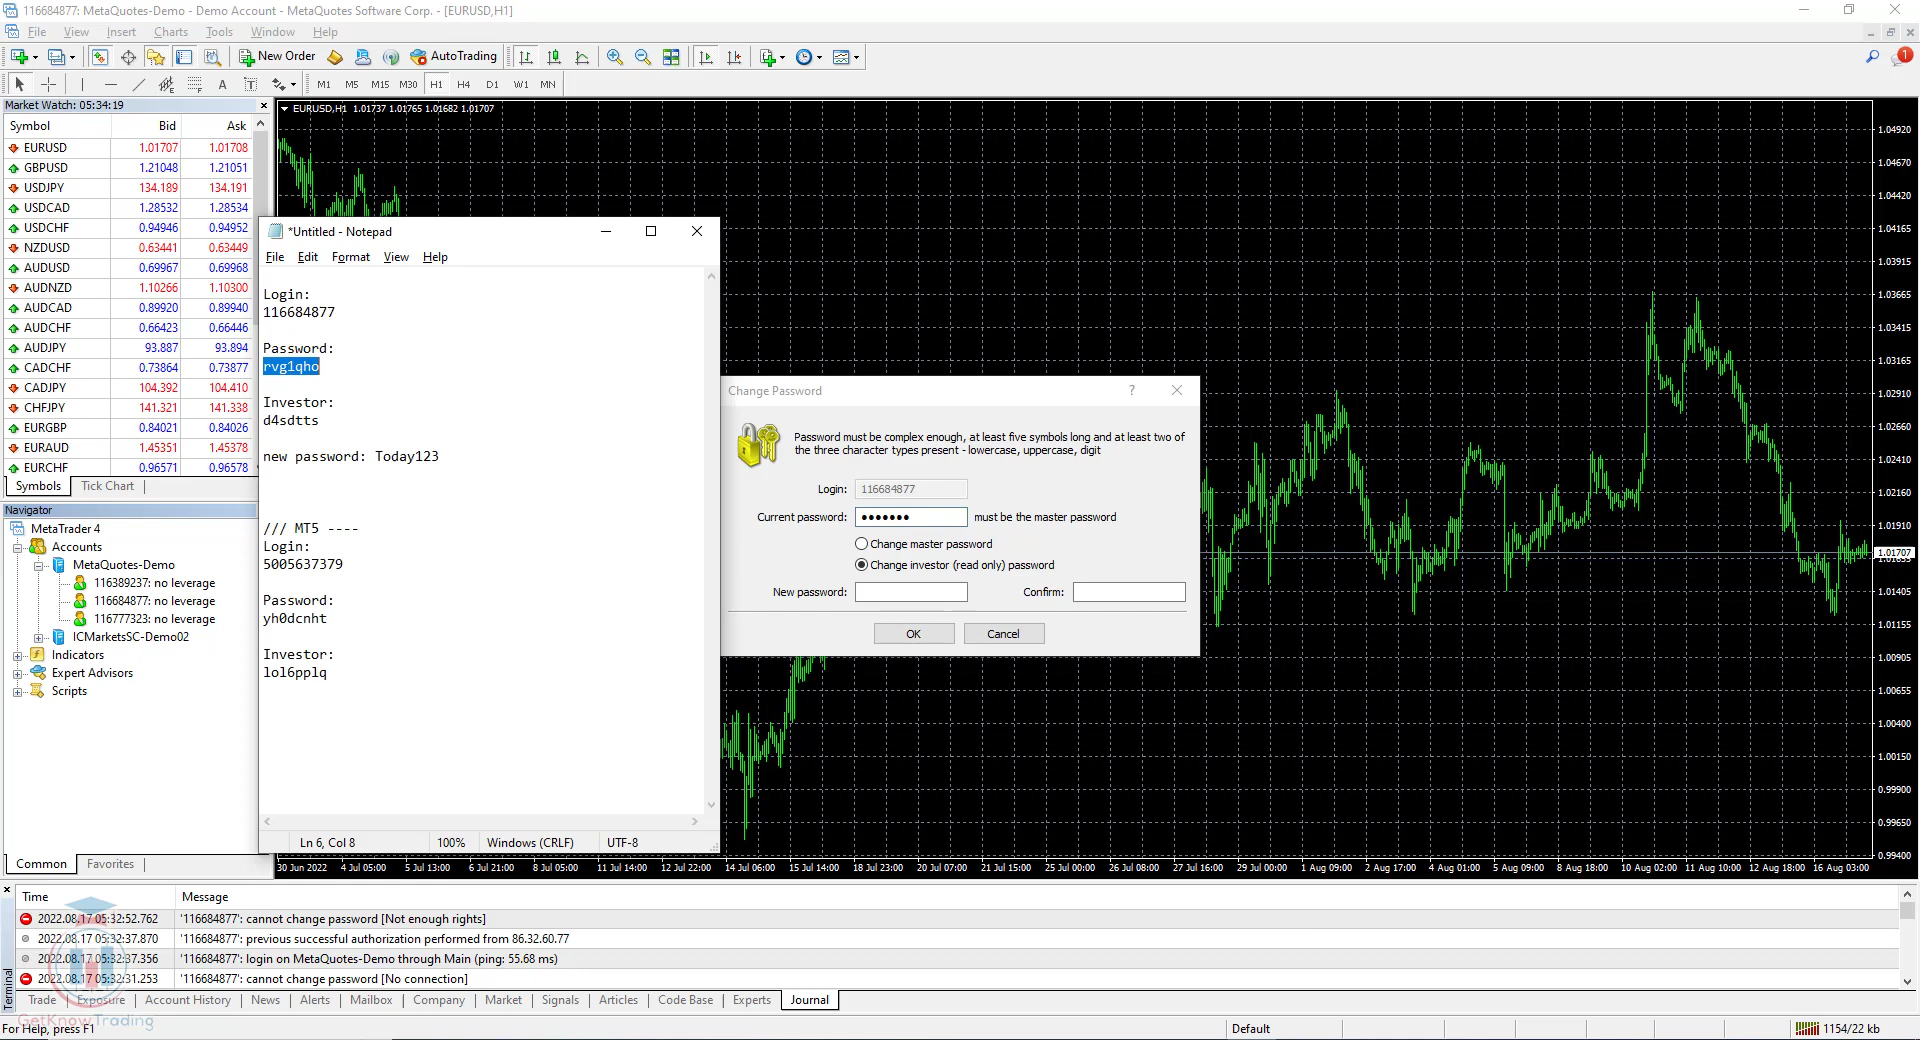 116684877: MetaQuotes-Demo - Demo Account - MetaQuotes Software Corp. - [EURUSD,H1]
File View Insert Charts Tools Window Help
New Order AutoTrading
1
A T M1 M5 M15 M30 H1 H4 D1 W1 MN
Market Watch: 05:34:19
Symbol Bid Ask
EURUSD 1.01707 1.01708
GBPUSD 1.21048 1.21051
USDJPY 134.189 134.191
USDCAD 1.28532 1.28534
USDCHF 0.94946 0.94952
NZDUSD 0.63441 0.63449
AUDUSD 0.69967 0.69968
AUDNZD 1.10266 1.10300
AUDCAD 0.89920 0.89940
AUDCHF 0.66423 0.66446
AUDJPY 93.887 93.894
CADCHF 0.73864 0.73877
CADJPY 104.392 104.410
CHFJPY 141.321 141.338
EURGBP 0.84021 0.84026
EURAUD 1.45351 1.45378
EURCHF 0.96571 0.96578
Symbols Tick Chart
Navigator
MetaTrader 4
Accounts
MetaQuotes-Demo
116389237: no leverage
116684877: no leverage
116777323: no leverage
ICMarketsSC-Demo02
Indicators
Expert Advisors
Scripts
Common Favorites
EURUSD,H1 1.01737 1.01765 1.01682 1.01707
*Untitled - Notepad
File Edit Format View Help
Login:
116684877
Password:
rvg1qho
Investor:
d4sdtts
new password: Today123
/// MT5 ----
Login:
5005637379
Password:
yh0dcnht
Investor:
lol6pplq
Ln 6, Col 8 100% Windows (CRLF) UTF-8
Change Password
?
Password must be complex enough, at least five symbols long and at least two of
the three character types present - lowercase, uppercase, digit
Login: 116684877
Current password: ●●●●●●● must be the master password
Change master password
Change investor (read only) password
New password: Confirm:
OK Cancel
1.04920
1.04670
1.04420
1.04165
1.03915
1.03665
1.03415
1.03165
1.02910
1.02660
1.02410
1.02160
1.01910
1.01707
1.01405
1.01155
1.00905
1.00655
1.00400
1.00150
0.99900
0.99650
0.99400
30 Jun 2022 4 Jul 05:00 5 Jul 13:00 6 Jul 21:00 8 Jul 05:00 11 Jul 14:00 12 Jul 22:00 14 Jul 06:00 15 Jul 14:00 18 Jul 23:00 20 Jul 07:00 21 Jul 15:00 25 Jul 00:00 26 Jul 08:00 27 Jul 16:00 29 Jul 00:00 1 Aug 09:00 2 Aug 17:00 4 Aug 01:00 5 Aug 09:00 8 Aug 18:00 10 Aug 02:00 11 Aug 10:00 12 Aug 18:00 16 Aug 03:00
Time Message
2022.08.17 05:32:52.762 '116684877': cannot change password [Not enough rights]
2022.08.17 05:32:37.870 '116684877': previous successful authorization performed from 86.32.60.77
2022.08.17 05:32:37.356 '116684877': login on MetaQuotes-Demo through Main (ping: 55.68 ms)
2022.08.17 05:32:31.253 '116684877': cannot change password [No connection]
Terminal
Trade Exposure Account History News Alerts Mailbox Company Market Signals Articles Code Base Experts Journal
GetKnowTrading
For Help, press F1 Default 1154/22 kb